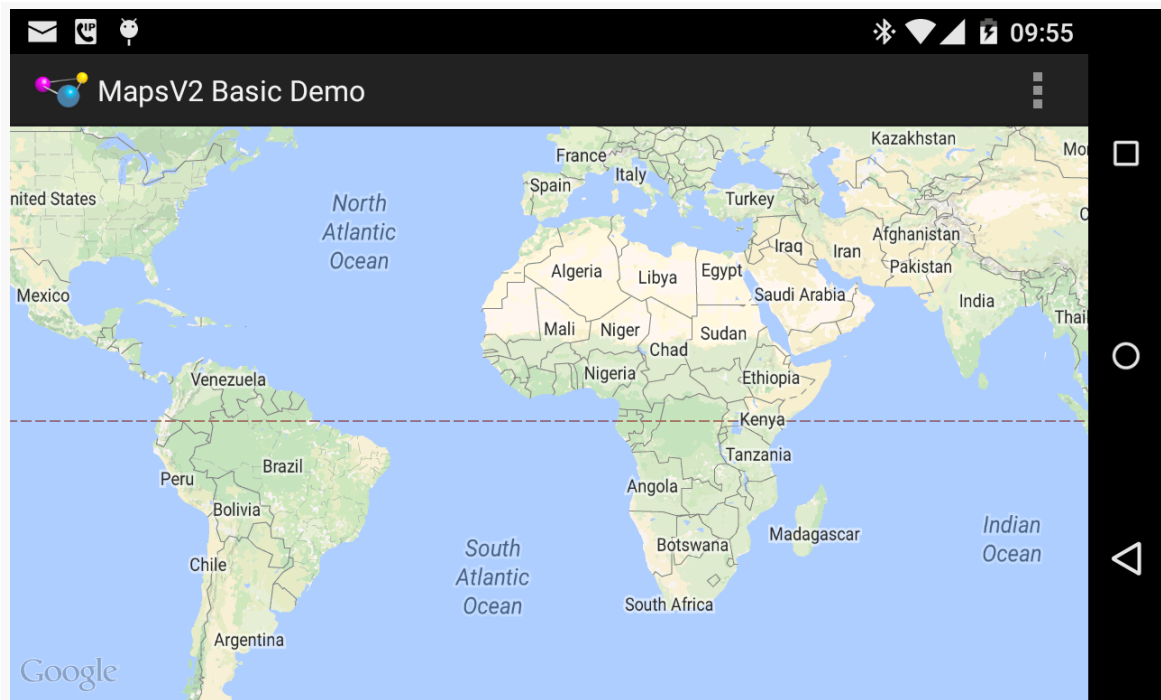 IP
09:55
MapsV2 Basic Demo
Kazakhstan
France
Mo
Italy
Spain
nited States
Turkey
North
Atlantic
Ocean
Afghanistan
Iraq
Iran
Pakistan
Algeria
Libya
Egypt
Mexico
Saudi Arabia
India
Thai
Mali
Niger
Sudan
Chad
Nigeria
Ethiopia
Venezuela
Kenya
Tanzania
Brazil
Peru
Angola
Bolivia
Madagascar
Indian
Ocean
Botswana
South
Atlantic
Ocean
Chile
South Africa
Argentina
Google